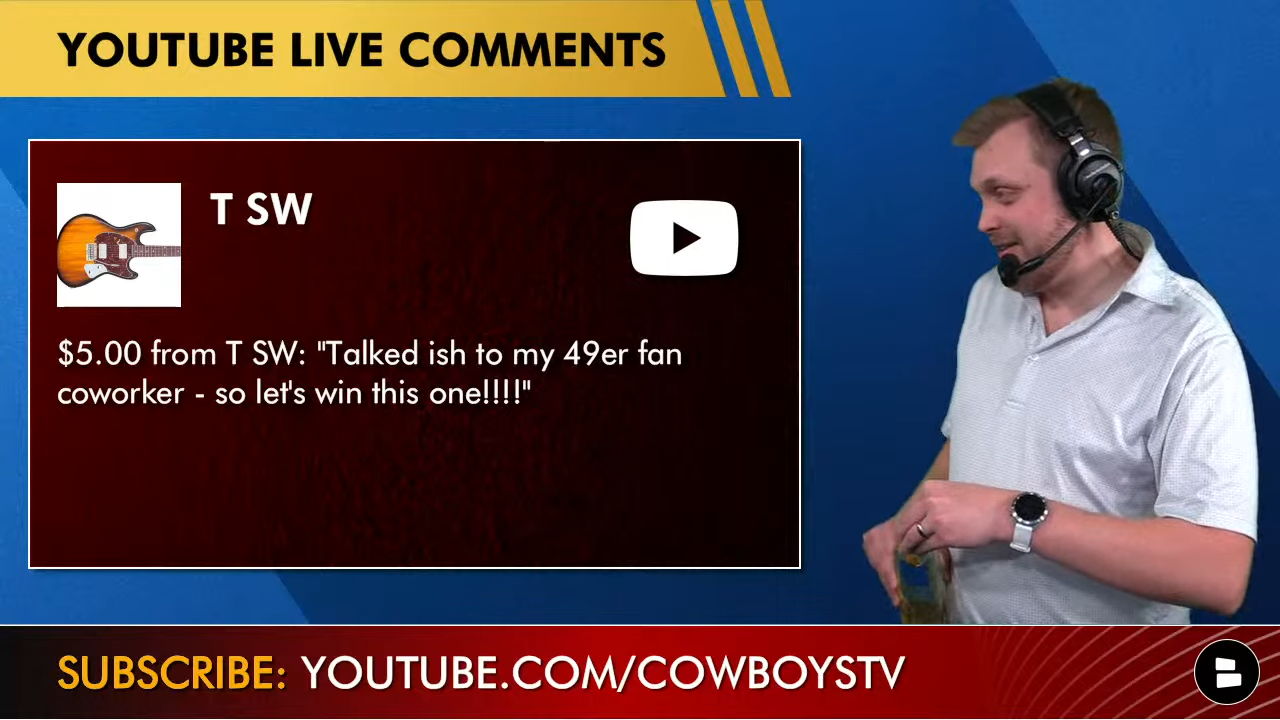 YOUTUBE LIVE COMMENTS
T SW
$5.00 from T SW: "Talked ish to my 49er fan
coworker - so let's win this one!!!!"
SUBSCRIBE: YOUTUBE.COM/COWBOYSTV